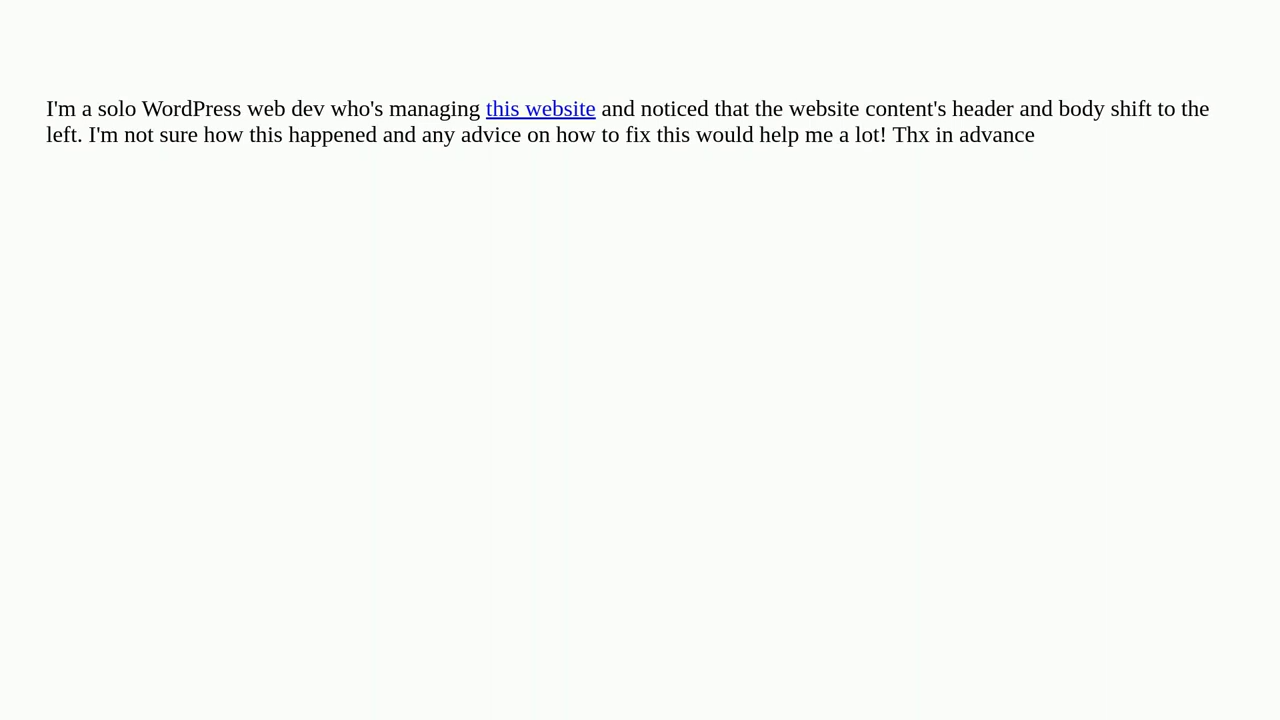 I'm a solo WordPress web dev who's managing this website and noticed that the website content's header and body shift to the
left. I'm not sure how this happened and any advice on how to fix this would help me a lot! Thx in advance